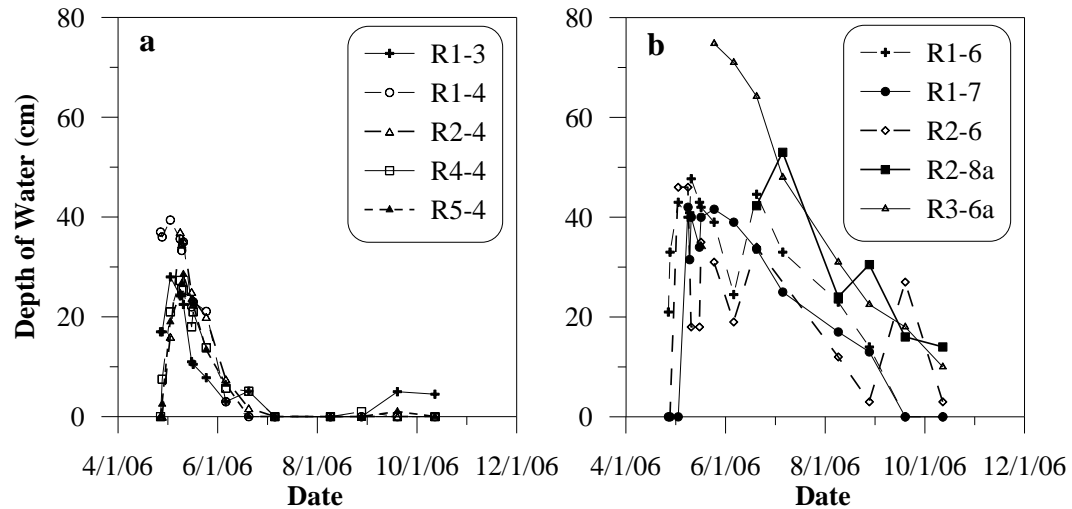 a
R1-3
R1-4
R2-4
R4-4
R5-4
Depth of Water (cm)
80
60
40
20
0
4/1/06 6/1/06 8/1/06 10/1/06 12/1/06
Date
b
R1-6
R1-7
R2-6
R2-8a
R3-6a
80
60
40
20
0
4/1/06 6/1/06 8/1/06 10/1/06 12/1/06
Date